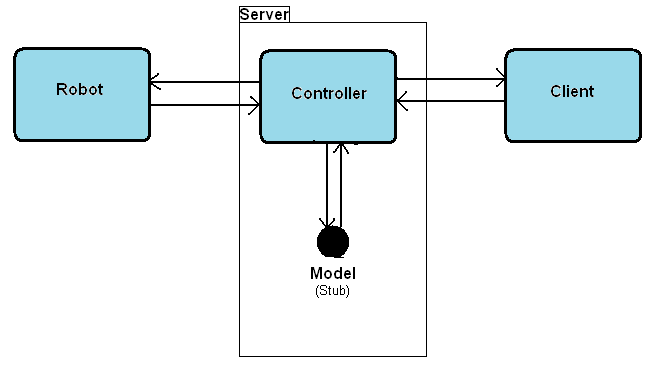 Server
Robot
Controller
Client
Model
(Stub)